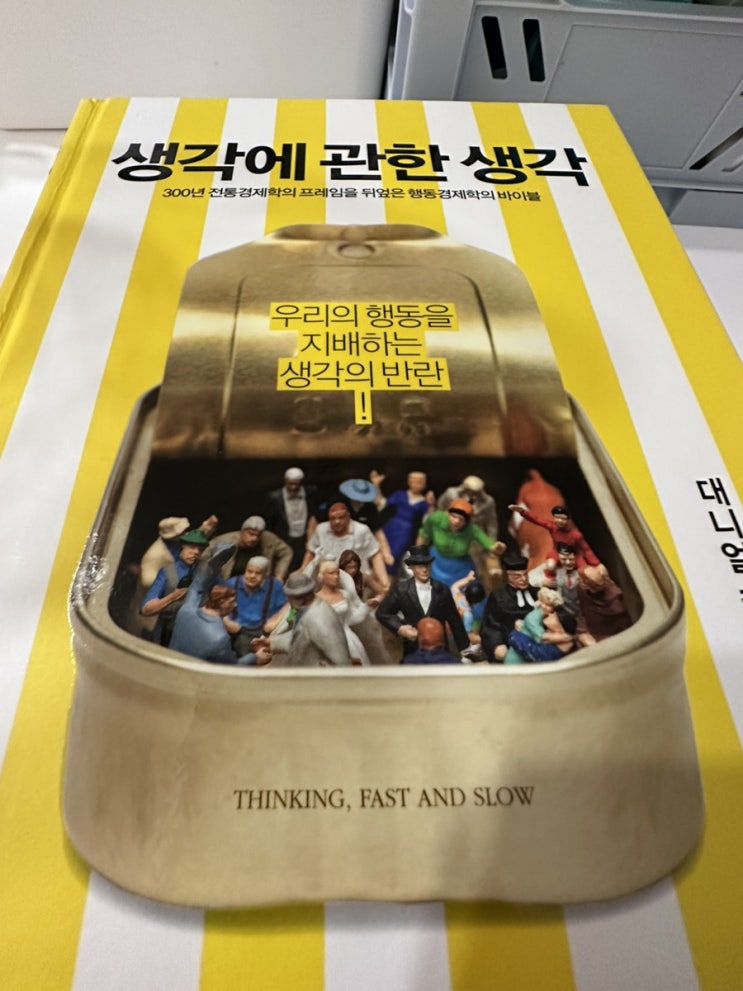 생각에 관한 생각
300년 전통경제학의 프레임을 뒤엎은 행동경제학의 바이블
우리의 행동을
지배하는
생각의 반란
!
대니얼
THINKING, FAST AND SLOW